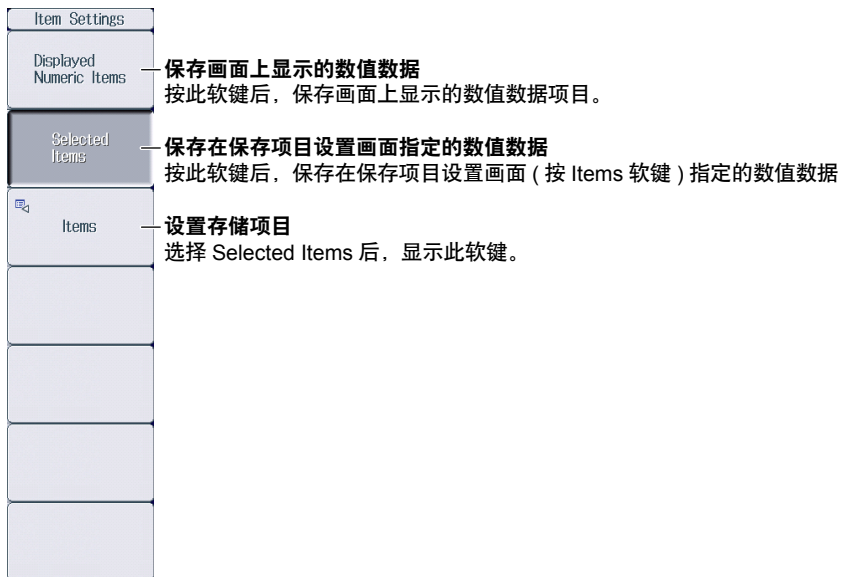 Item Settings
Displayed
Numeric Items
保存画面上显示的数值数据
按此软键后，保存画面上显示的数值数据项目。
Selected
Items
保存在保存项目设置画面指定的数值数据
按此软键后，保存在保存项目设置画面 ( 按 Items 软键 ) 指定的数值数据
Items
设置存储项目
选择 Selected Items 后，显示此软键。